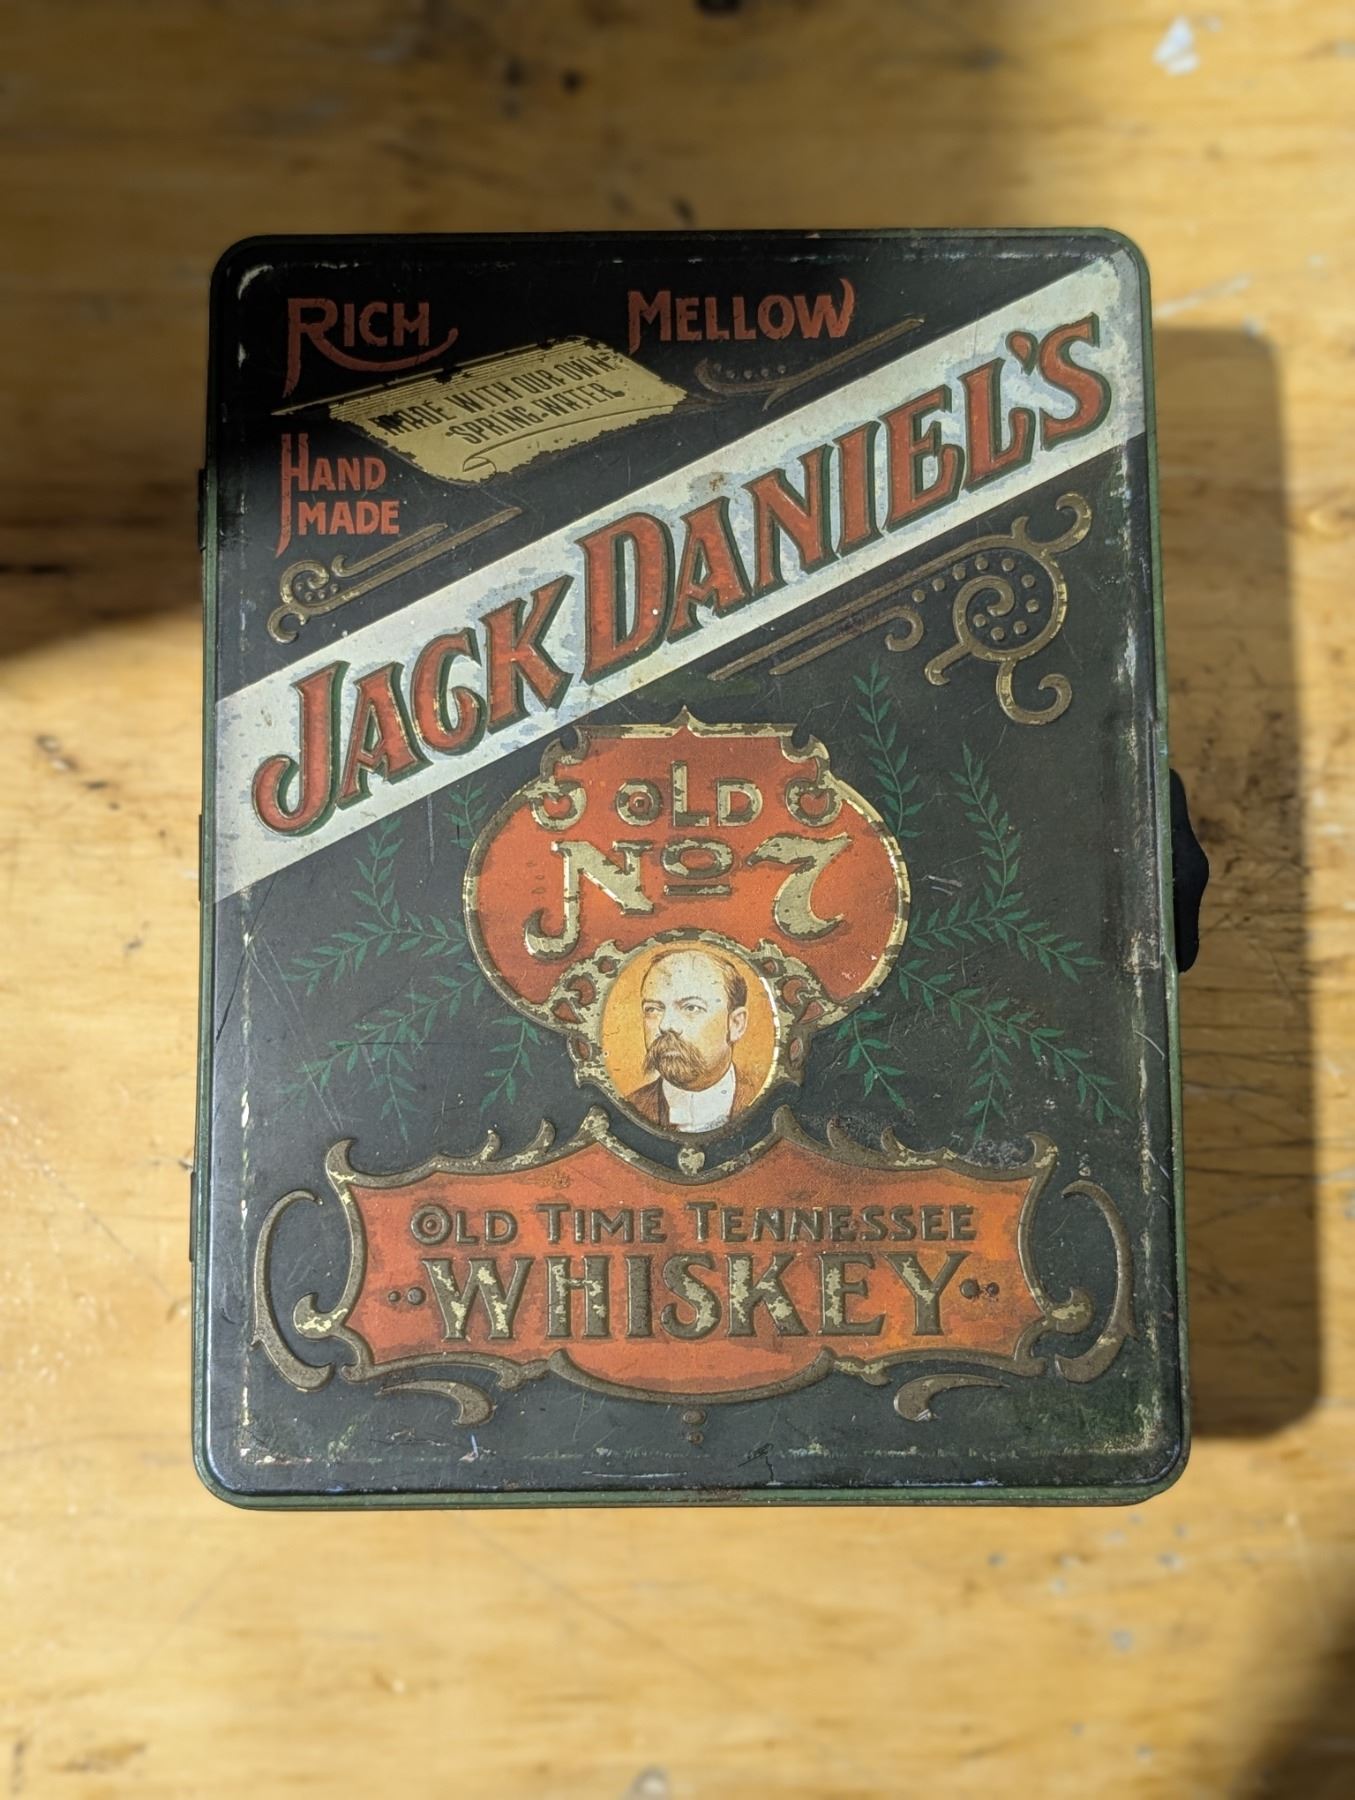 RICH
MELLOW
MADE WITH OUR OWN
SPRING WATER
HAND
MADE
JACK DANIEL'S
OLD
No 7
OLD TIME TENNESSEE
WHISKEY